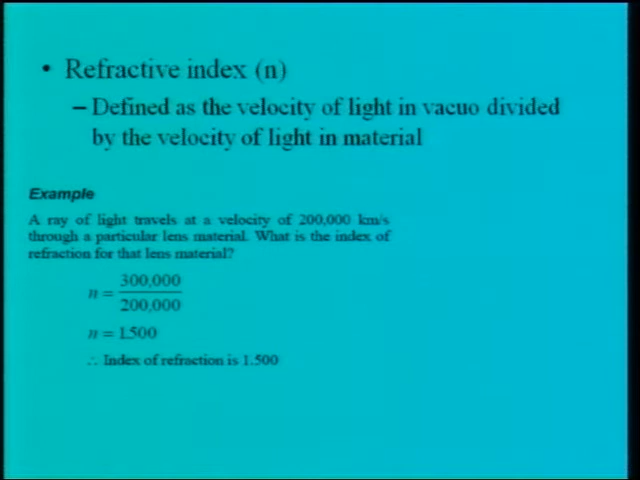 • Refractive index (n)
– Defined as the velocity of light in vacuo divided
by the velocity of light in material
Example
A ray of light travels at a velocity of 200,000 km/s
through a particular lens material. What is the index of
refraction for that lens material?
n = 300,000 / 200,000
n = 1.500
∴ Index of refraction is 1.500